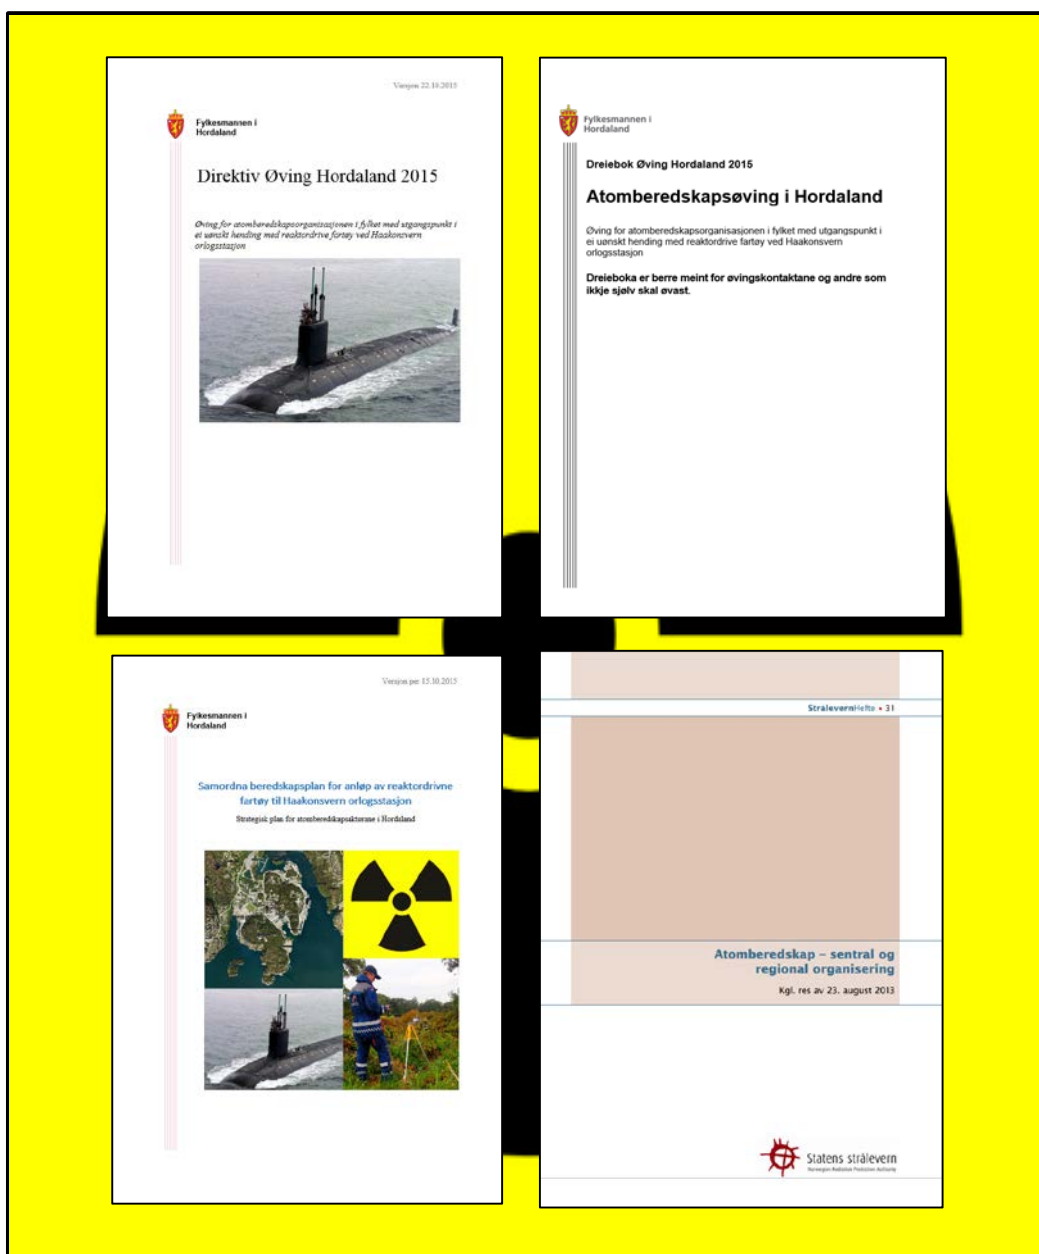 Versjon 22.10.2015
Fylkesmannen i
Hordaland
Direktiv Øving Hordaland 2015
Øving for atomberedskapsorganisasjonen i fylket med utgangspunkt i
ei uønskt hending med reaktordrive fartøy ved Haakonsvern
orlogsstasjon
Fylkesmannen i
Hordaland
Dreiebok Øving Hordaland 2015
Atomberedskapsøving i Hordaland
Øving for atomberedskapsorganisasjonen i fylket med utgangspunkt i
ei uønskt hending med reaktordrive fartøy ved Haakonsvern
orlogsstasjon
Dreieboka er berre meint for øvingskontaktane og andre som
ikkje sjølv skal øvast.
Versjon per 15.10.2015
Fylkesmannen i
Hordaland
Samordna beredskapsplan for anløp av reaktordrivne
fartøy til Haakonsvern orlogsstasjon
Strategisk plan for atomberedskapsaktørane i Hordaland
StrålevernHefte • 31
Atomberedskap – sentral og
regional organisering
Kgl. res av 23. august 2013
Statens strålevern
Norwegian Radiation Protection Authority